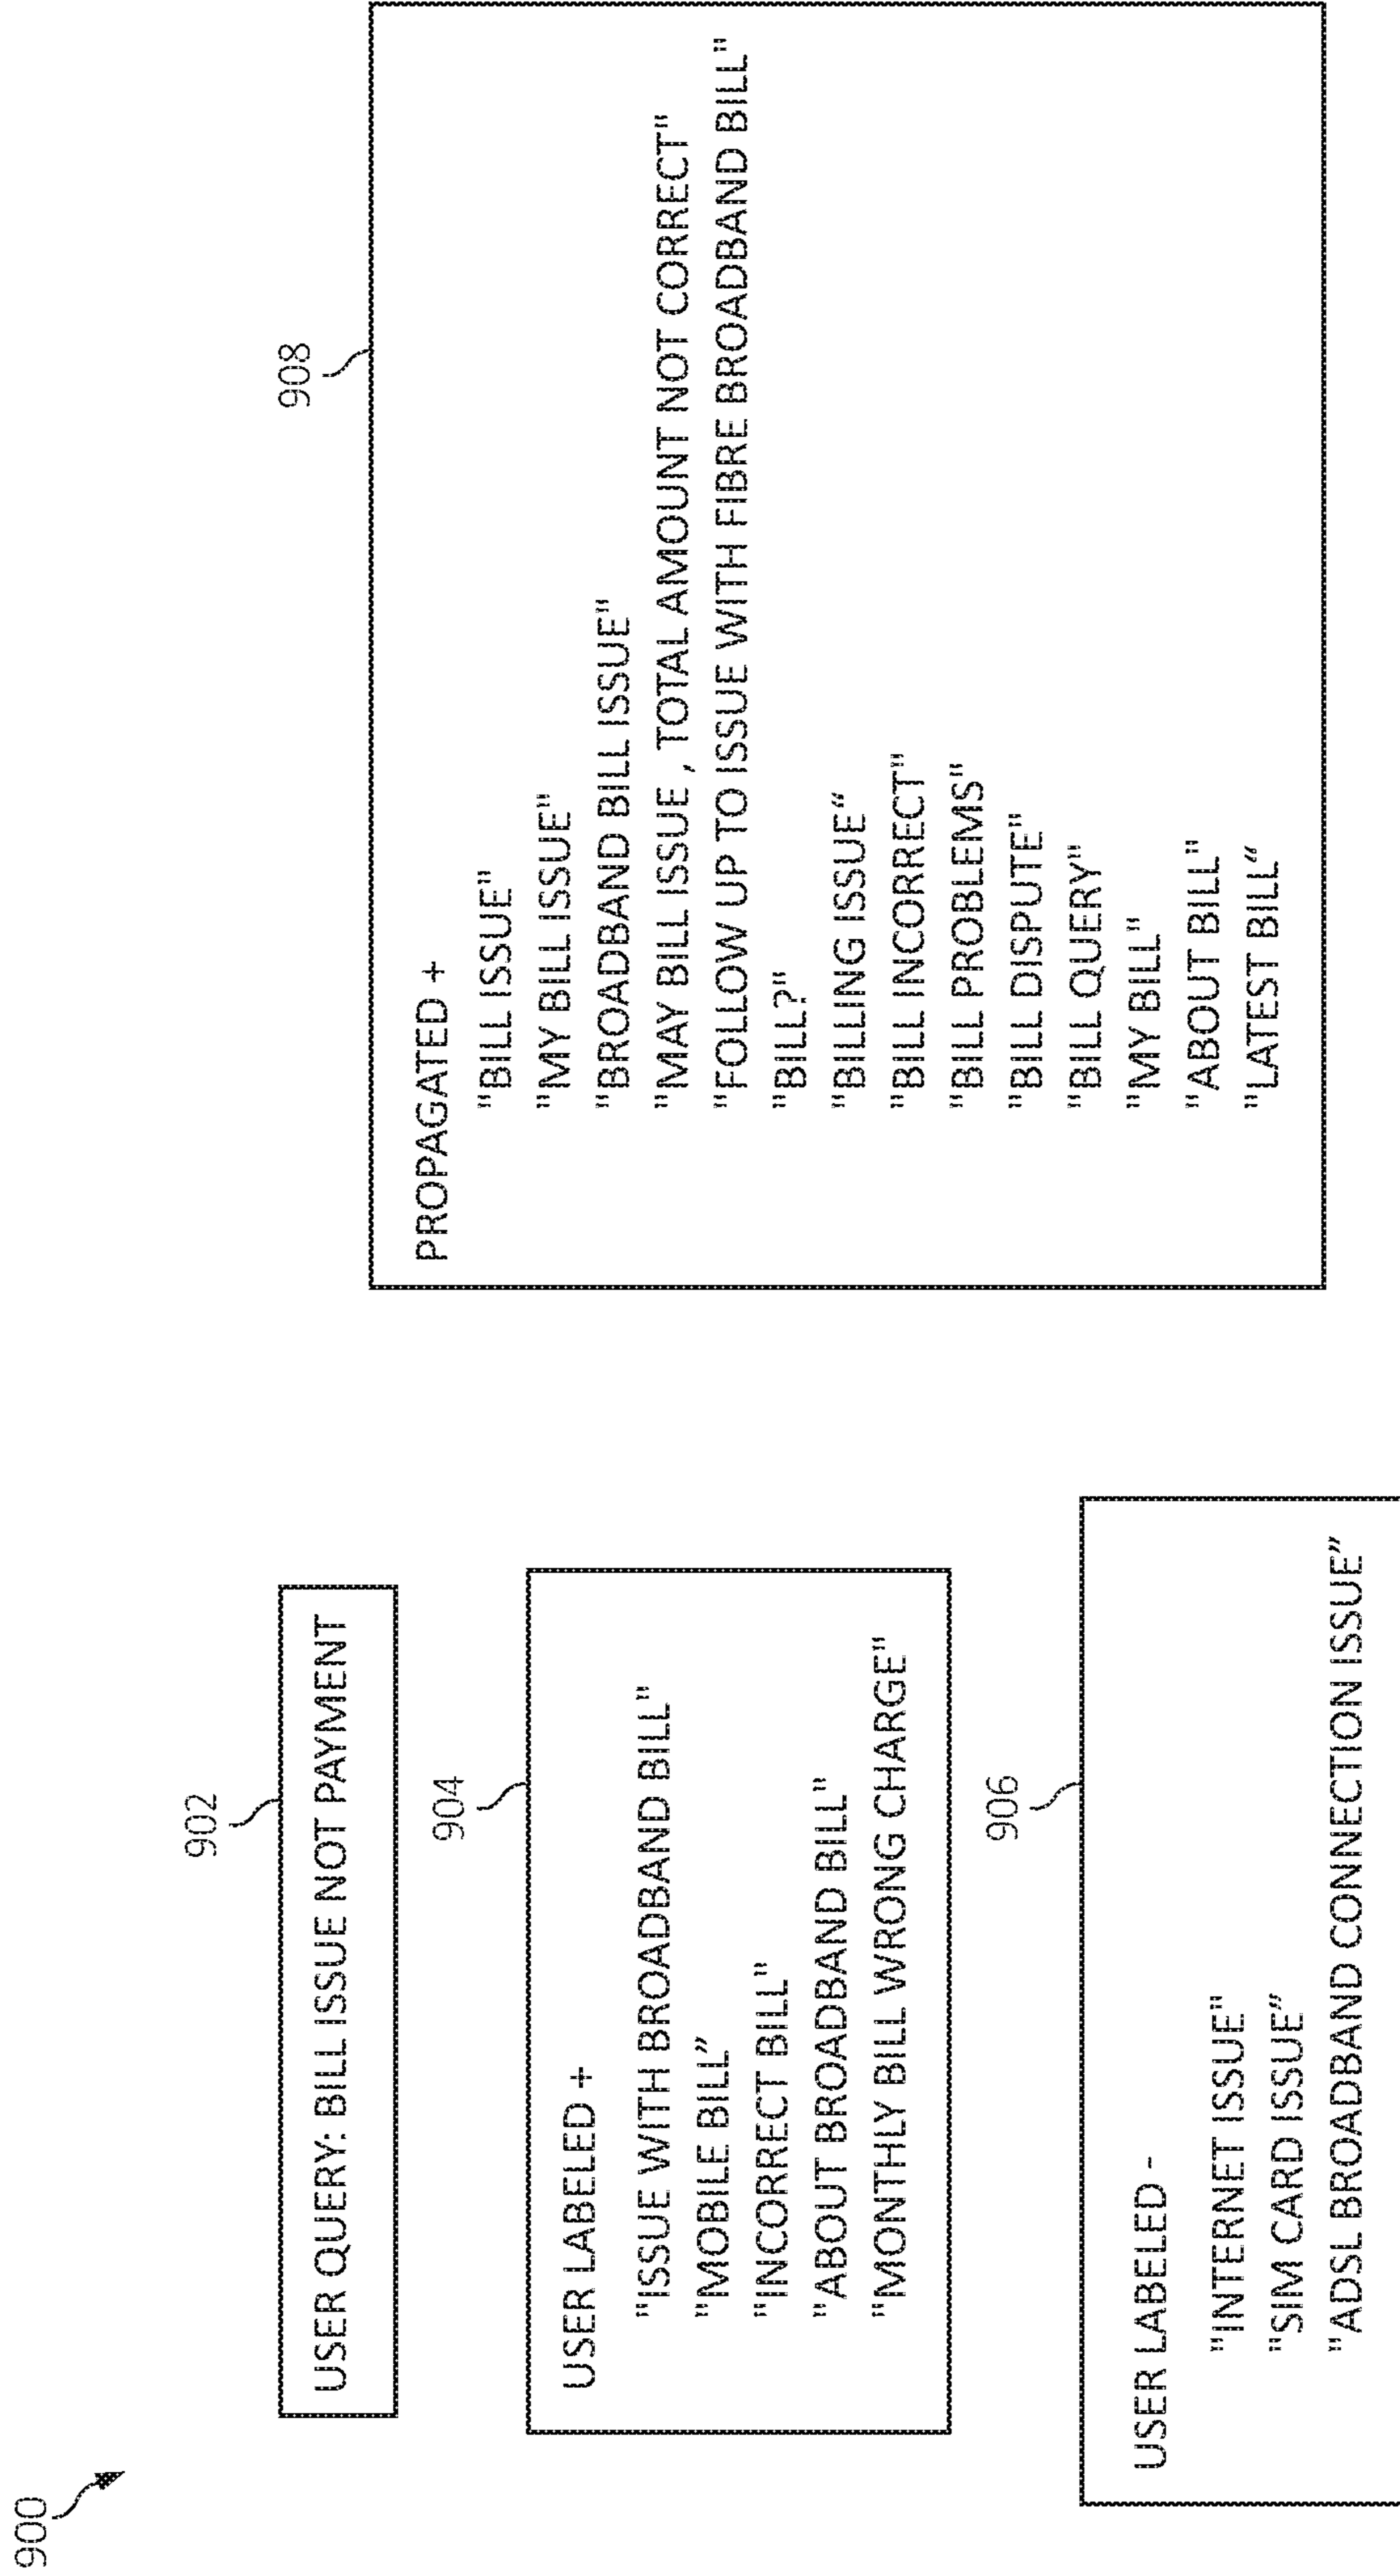 900
902
USER QUERY: BILL ISSUE NOT PAYMENT
904
USER LABELED +
"ISSUE WITH BROADBAND BILL"
"MOBILE BILL”
"INCORRECT BILL"
"ABOUT BROADBAND BILL"
"MONTHLY BILL WRONG CHARGE"
906
USER LABELED -
"INTERNET ISSUE"
"SIM CARD ISSUE”
"ADSL BROADBAND CONNECTION ISSUE”
908
PROPAGATED +
"BILL ISSUE"
"MY BILL ISSUE"
"BROADBAND BILL ISSUE"
"MAY BILL ISSUE , TOTAL AMOUNT NOT CORRECT"
"FOLLOW UP TO ISSUE WITH FIBRE BROADBAND BILL"
"BILL?"
"BILLING ISSUE“
"BILL INCORRECT"
"BILL PROBLEMS"
"BILL DISPUTE"
"BILL QUERY"
"MY BILL"
"ABOUT BILL"
"LATEST BILL“